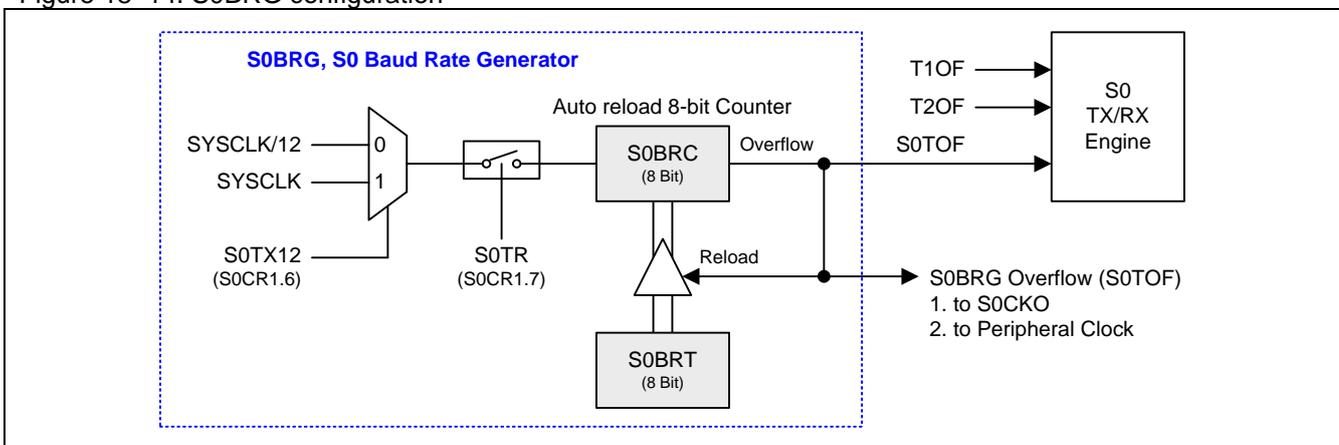 S0BRG, S0 Baud Rate Generator
Auto reload 8-bit Counter
SYSCLK/12
0
SYSCLK
1
S0TX12
(S0CR1.6)
S0TR
(S0CR1.7)
S0BRC
(8 Bit)
Overflow
Reload
S0BRT
(8 Bit)
T1OF
T2OF
S0TOF
S0
TX/RX
Engine
S0BRG Overflow (S0TOF)
1. to S0CKO
2. to Peripheral Clock